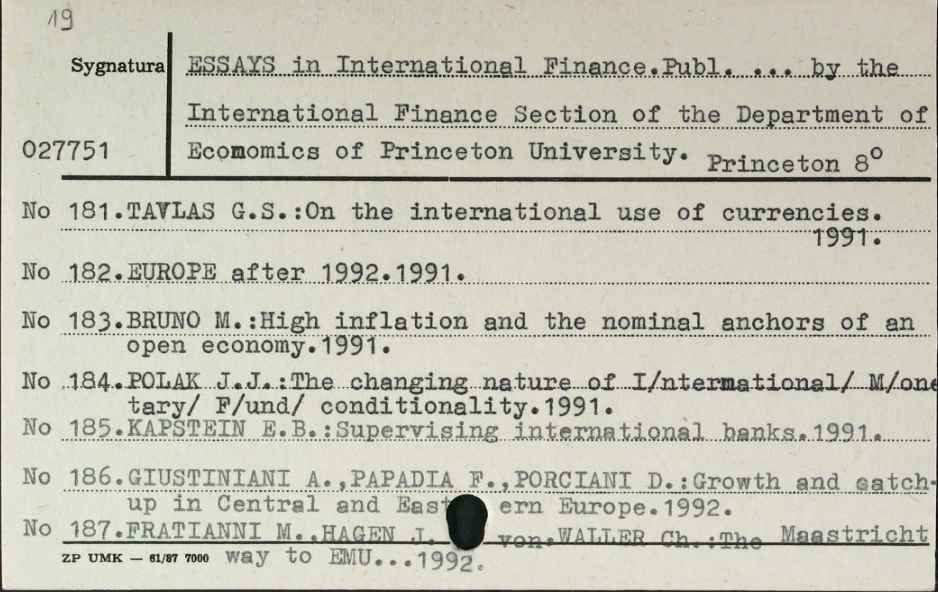 19
Sygnatura ESSAYS in International Finance.Publ. ... by the
International Finance Section of the Department of
027751 Economics of Princeton University. Princeton 8°
No 181.TAVLAS G.S.:On the international use of currencies.
1991.
No 182.EUROPE after 1992.1991.
No 183.BRUNO M.:High inflation and the nominal anchors of an
open economy.1991.
No 184.POLAK J.J.:The changing nature of I/nternational/ M/one
tary/ F/und/ conditionality.1991.
No 185.KAPSTEIN E.B.:Supervising international banks.1991.
No 186.GIUSTINIANI A.,PAPADIA F.,PORCIANI D.:Growth and catch-
up in Central and East ern Europe.1992.
No 187.FRATIANNI M.,HAGEN J. von,WALLER Ch.:The Maastricht
ZP UMK — 61/87 7000 way to EMU...1992.